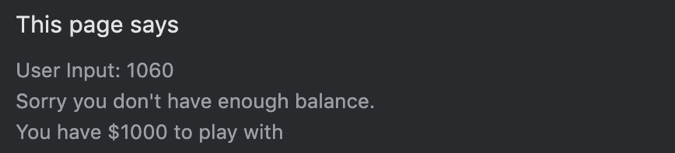 This page says
User Input: 1060
Sorry you don't have enough balance.
You have $1000 to play with